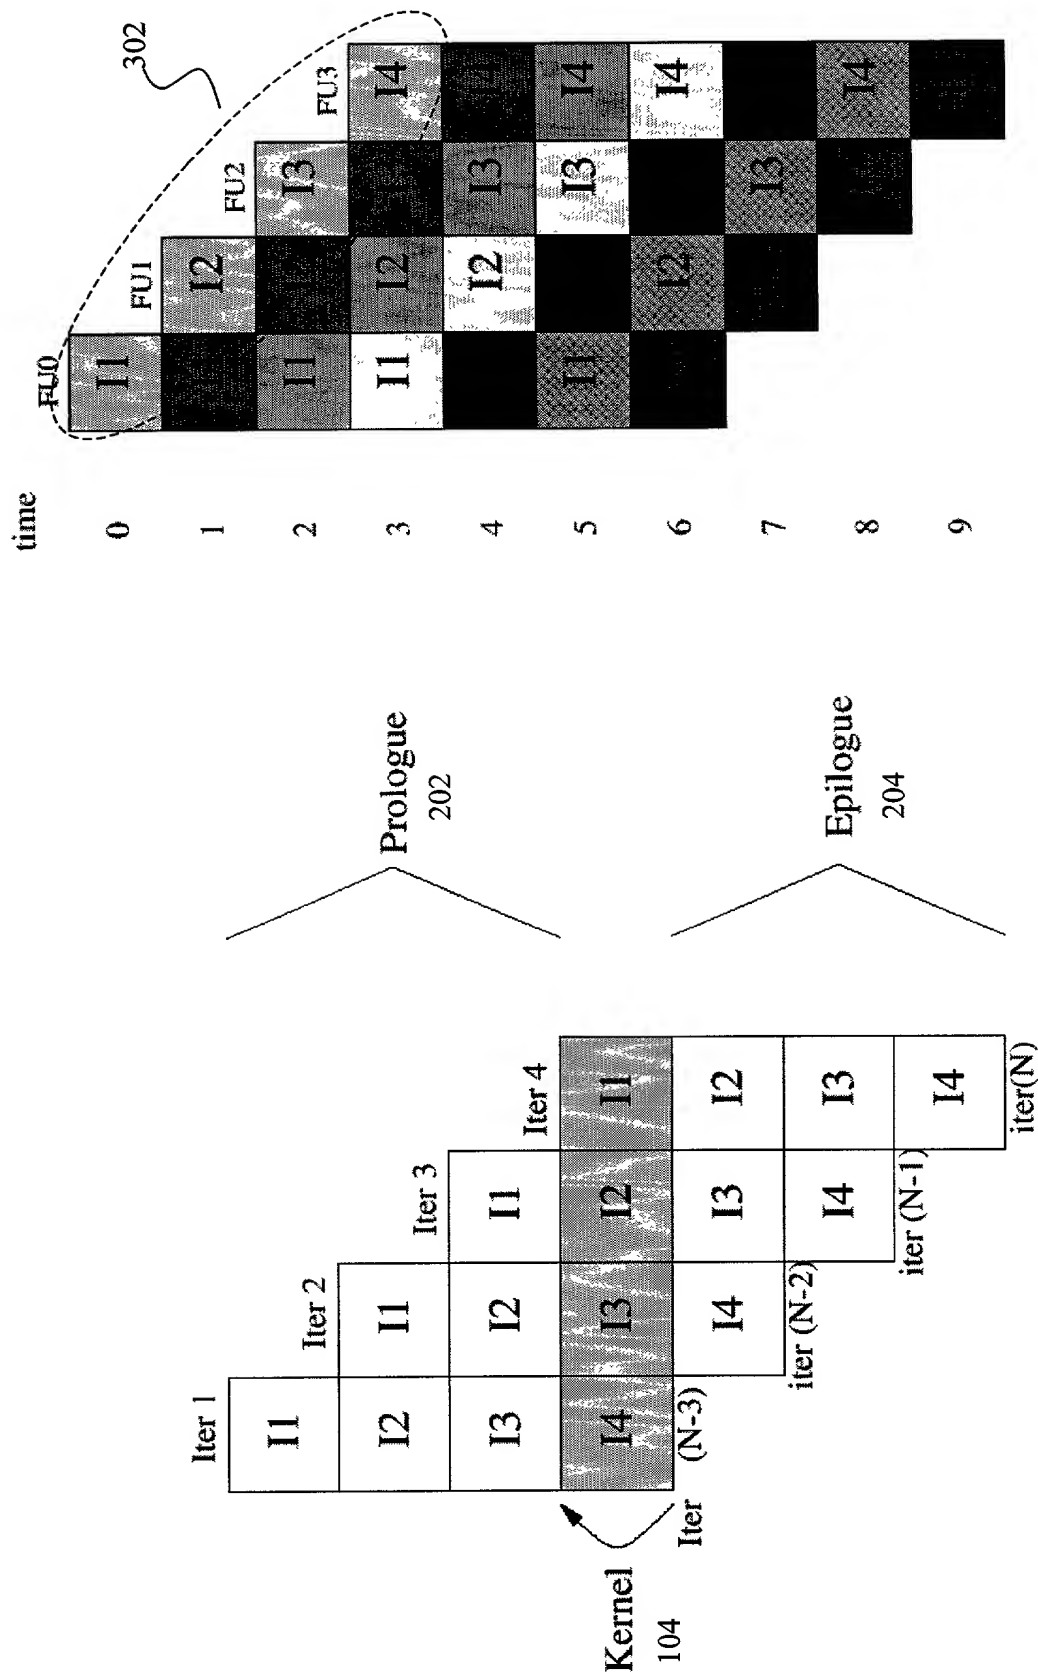 Iter 1
I1
Iter 2
I2 I1
Iter 3
I3 I2 I1
Iter 4
I4 I3 I2 I1
Kernel
104
Iter (N-3)
I4 I3 I2
iter (N-2)
I4 I3
iter (N-1)
I4
iter(N)
Prologue
202
Epilogue
204
302
time
FU0
0 I1
FU1
1 I2
FU2
2 I1 I3
FU3
3 I1 I2 I4
4 I2 I3 I4
5 I1 I3 I4
6 I2 I4
7 I3
8 I4
9